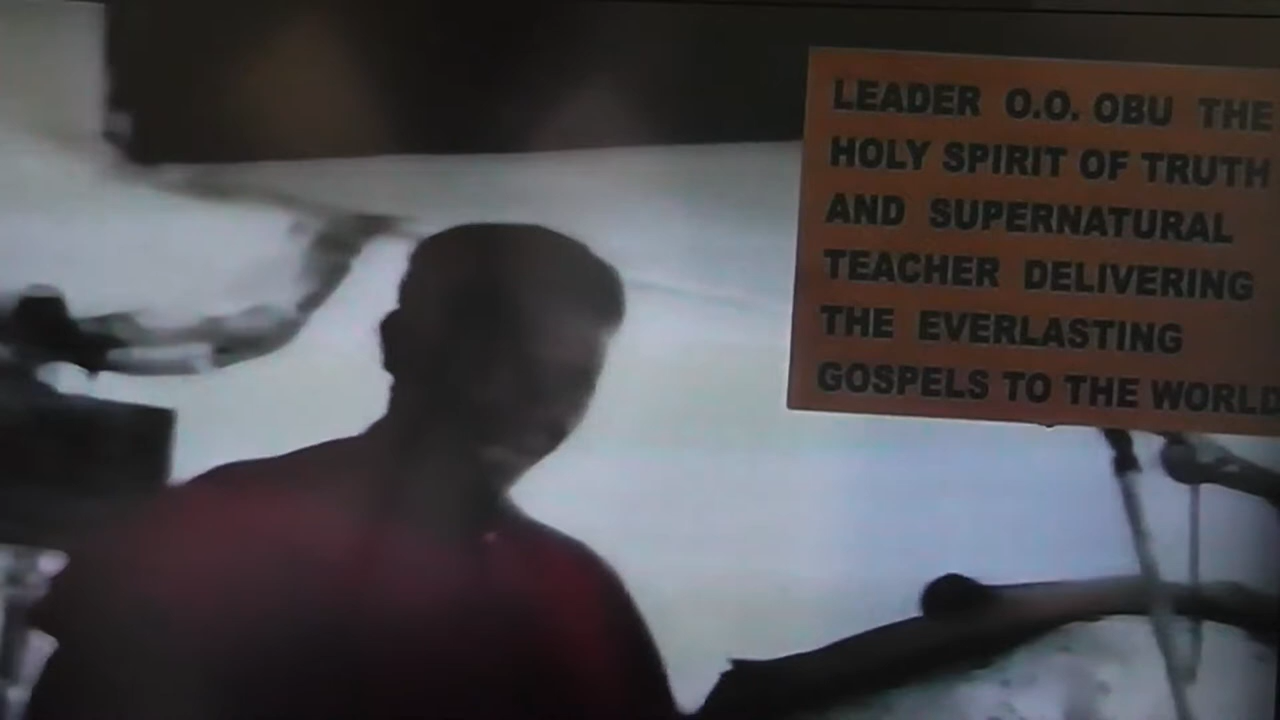 LEADER O.O. OBU THE
HOLY SPIRIT OF TRUTH
AND SUPERNATURAL
TEACHER DELIVERING
THE EVERLASTING
GOSPELS TO THE WORLD